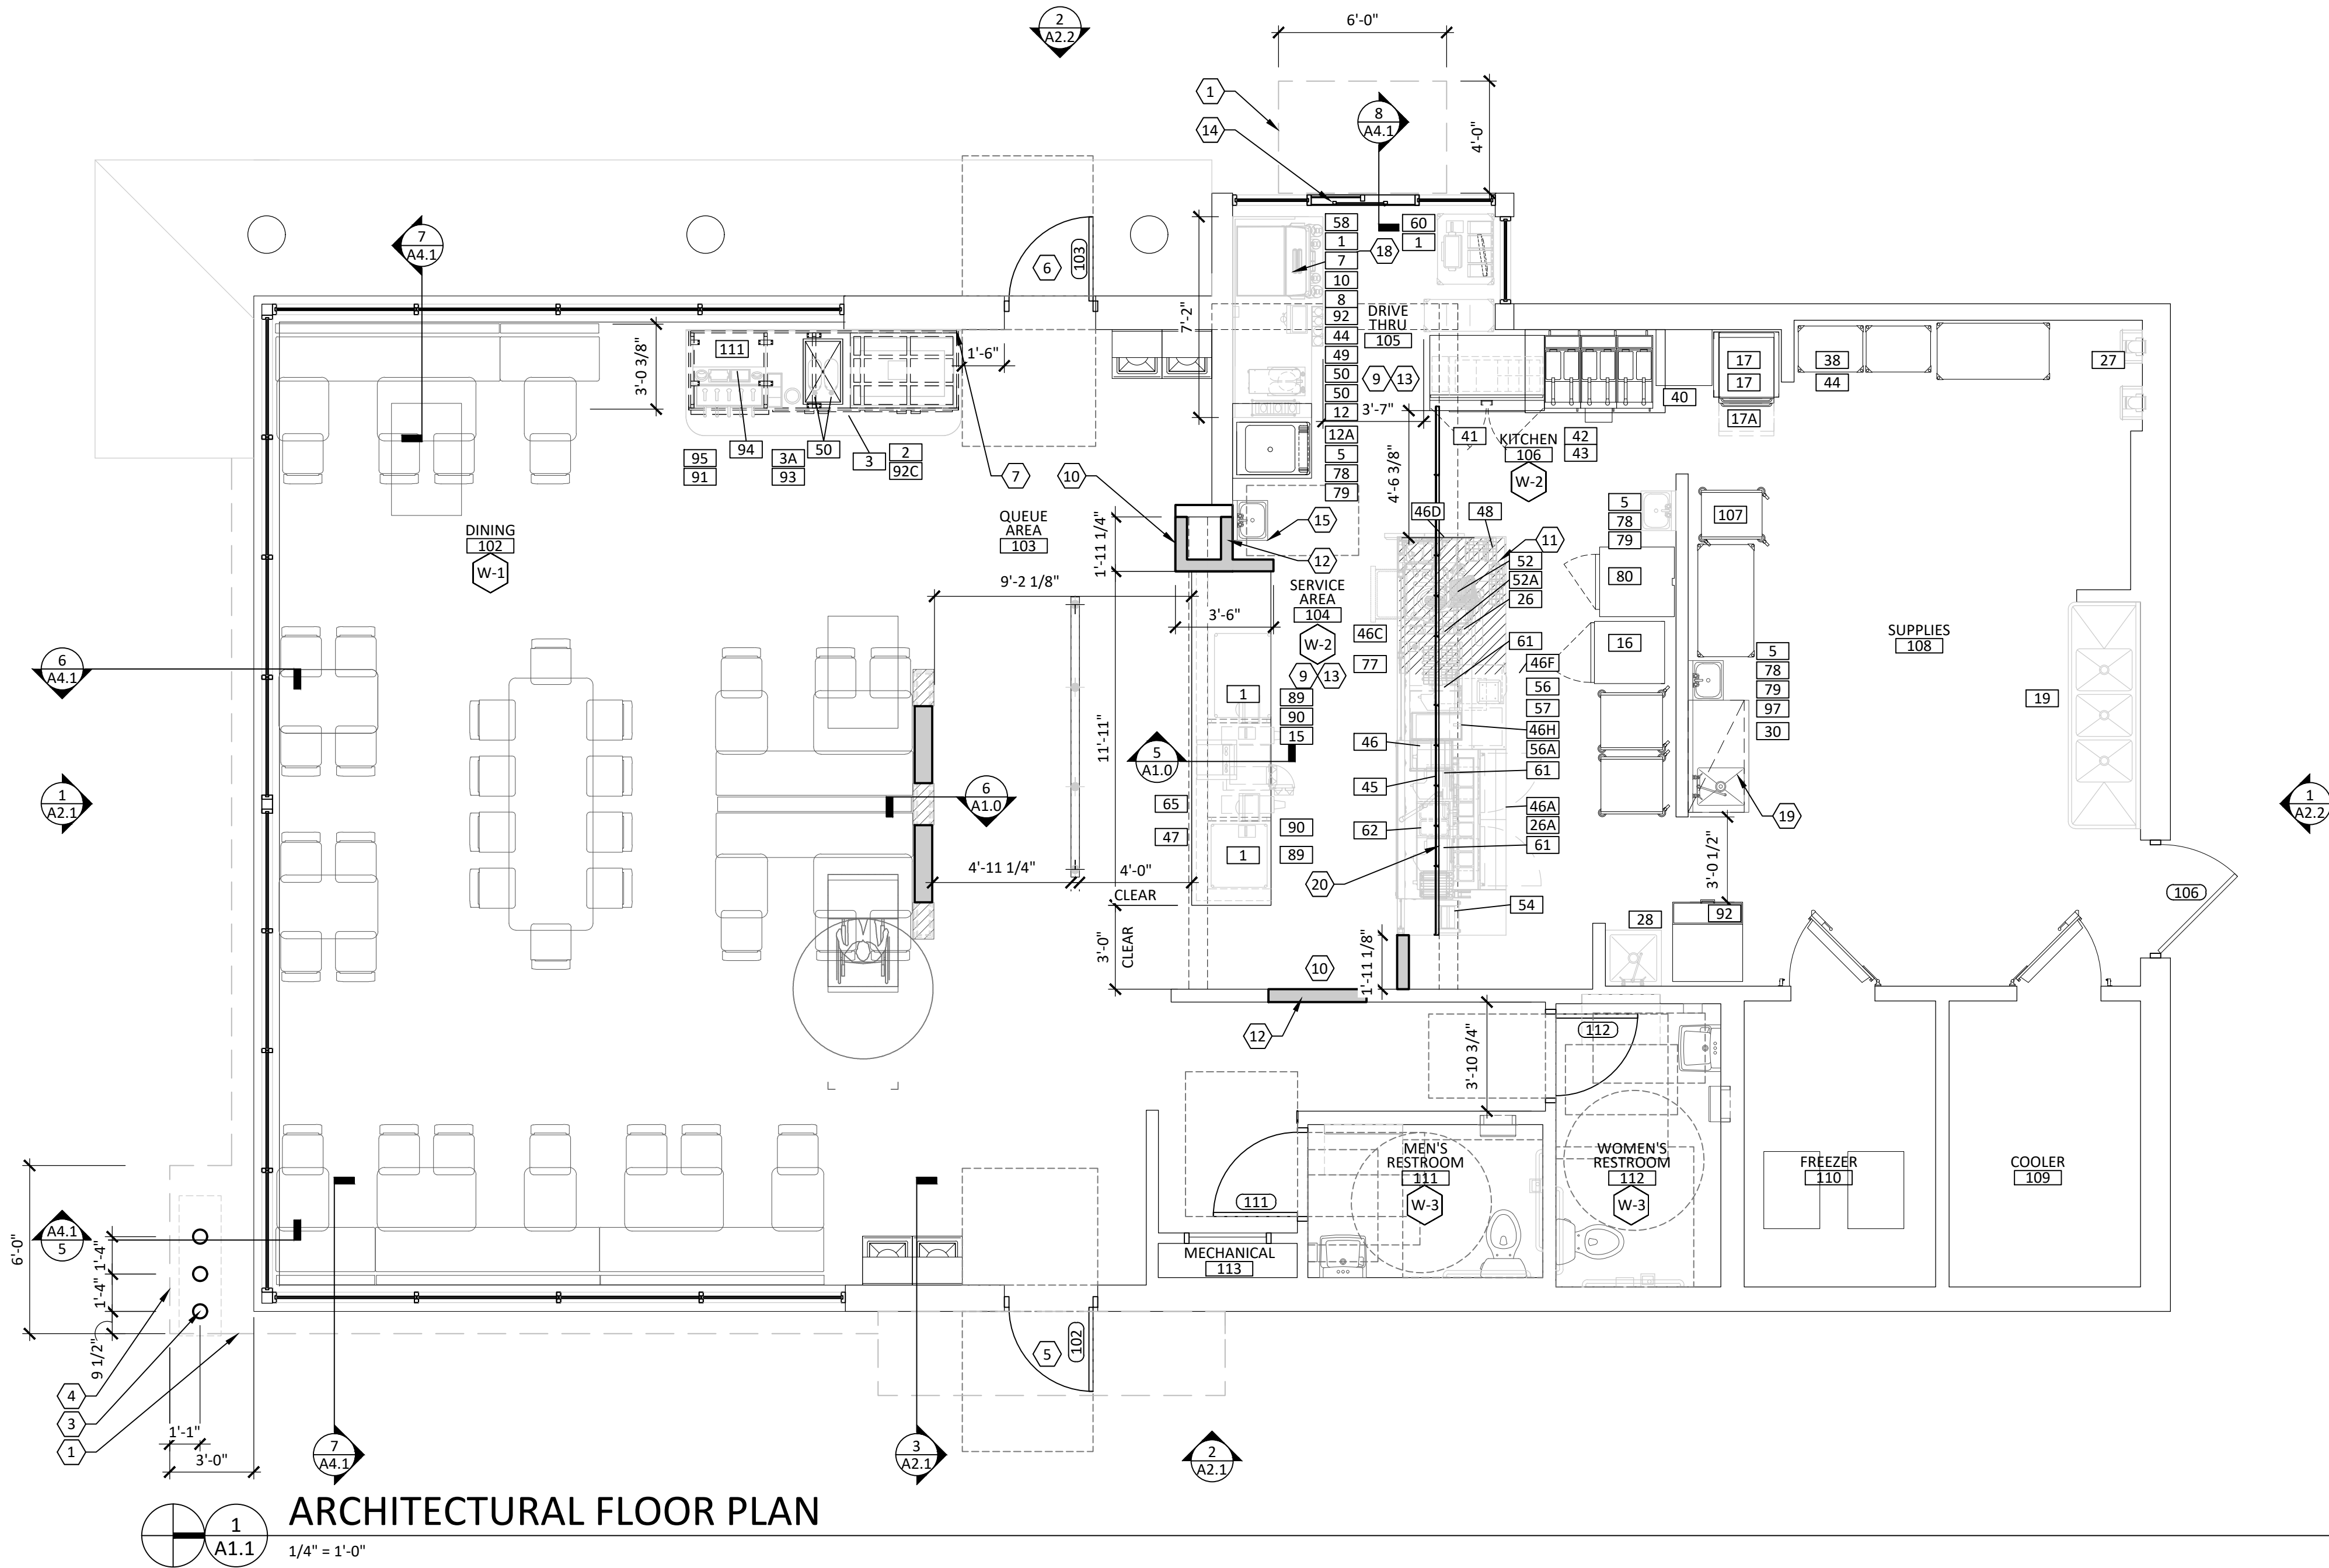 2
A2.2
6'-0"
1
14
8
A4.1
4'-0"
7
A4.1
6
103
58
1
7
10
8
92
44
49
50
50
12
12A
5
78
79
60
1
18
DRIVE
THRU
105
9
13
3'-7"
7'-2"
4'-6 3/8"
3'-0 3/8"
111
1'-6"
94
50
3
2
92C
95
91
3A
93
7
10
41
KITCHEN
106
W-2
42
43
40
17
17
17A
38
44
27
DINING
102
W-1
QUEUE
AREA
103
1'-11 1/4"
15
12
46D
48
11
52
52A
26
61
46F
56
57
46H
56A
61
46A
26A
61
54
5
78
79
107
80
16
9'-2 1/8"
3'-6"
SERVICE
AREA
104
W-2
9
13
46C
77
1
89
90
15
46
45
62
20
90
89
1
65
47
5
A1.0
6
A1.0
11'-11"
4'-11 1/4"
4'-0"
CLEAR
3'-0"
CLEAR
SUPPLIES
108
5
78
79
97
30
19
19
3'-0 1/2"
28
92
106
6
A4.1
1
A2.1
1
A2.2
10
1'-11 1/8"
12
3'-10 3/4"
112
111
MEN'S
RESTROOM
111
W-3
WOMEN'S
RESTROOM
112
W-3
FREEZER
110
COOLER
109
MECHANICAL
113
6'-0"
A4.1
5
1'-4"
1'-4"
9 1/2"
4
3
1
1'-1"
3'-0"
5
102
7
A4.1
3
A2.1
2
A2.1
1
A1.1
ARCHITECTURAL FLOOR PLAN
1/4" = 1'-0"